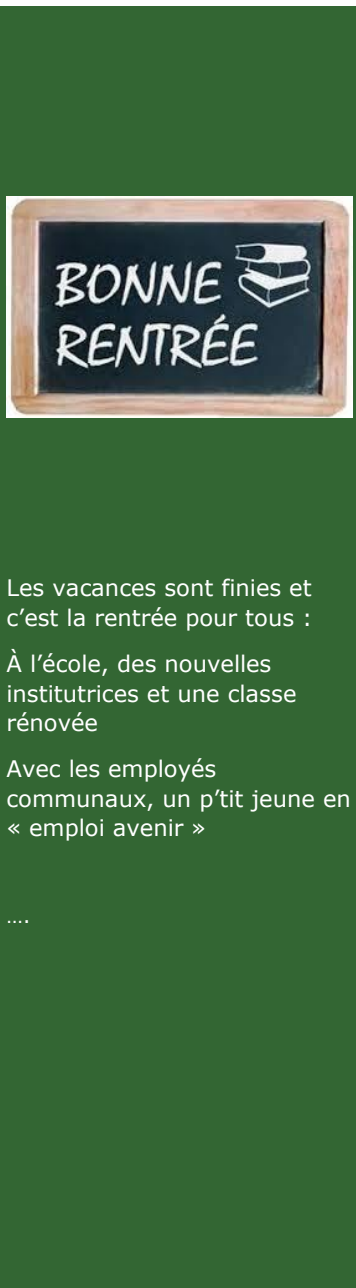 BONNE
RENTRÉE
Les vacances sont finies et
c’est la rentrée pour tous :
À l’école, des nouvelles
institutrices et une classe
rénovée
Avec les employés
communaux, un p’tit jeune en
« emploi avenir »
….